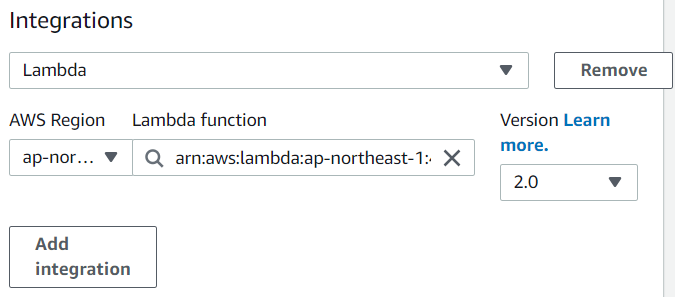 Integrations
Lambda
Remove
AWS Region
Lambda function
Version Learn
more.
ap-nor...
arn:aws:lambda:ap-northeast-1:
2.0
Add
integration